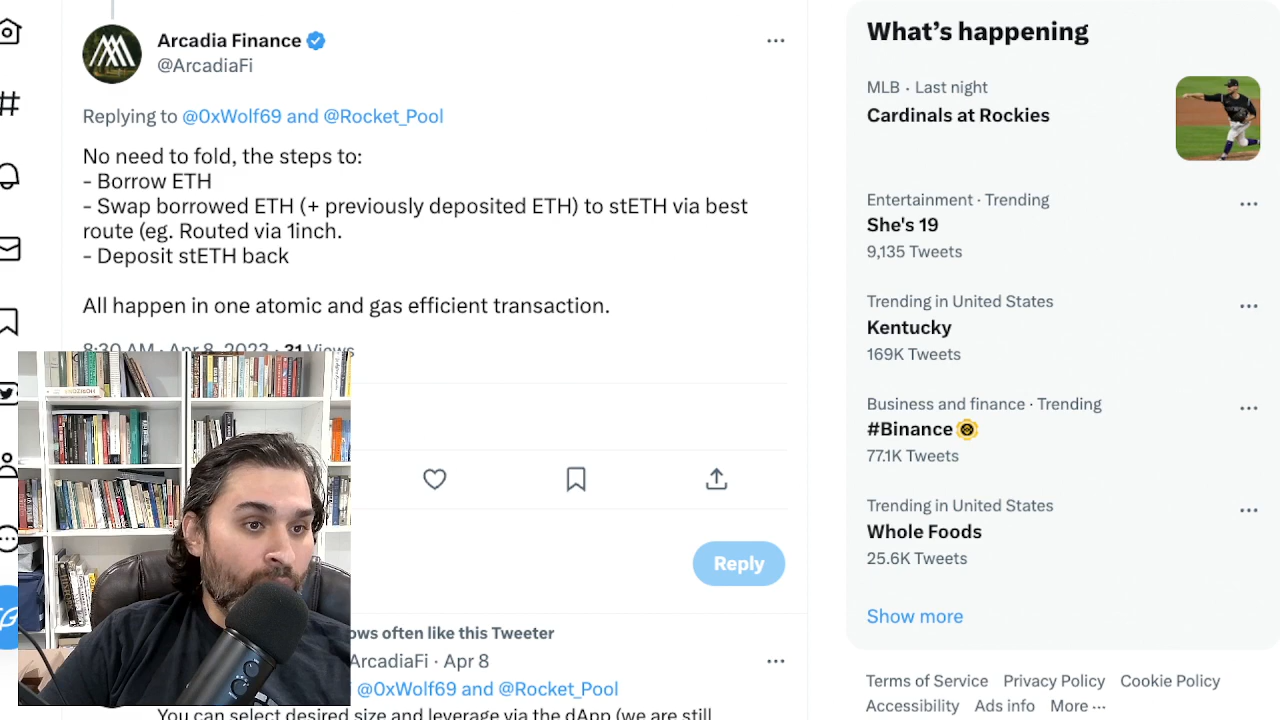 Arcadia Finance
@ArcadiaFi
Replying to @0xWolf69 and @Rocket_Pool
No need to fold, the steps to:
- Borrow ETH
- Swap borrowed ETH (+ previously deposited ETH) to stETH via best
route (eg. Routed via 1inch.
- Deposit stETH back
All happen in one atomic and gas efficient transaction.
8:30 AM · Apr 8, 2023 · 31 Views
Reply
ows often like this Tweeter
ArcadiaFi · Apr 8
@0xWolf69 and @Rocket_Pool
You can select desired size and leverage via the dApp (we are still
What's happening
MLB · Last night
Cardinals at Rockies
Entertainment · Trending
She's 19
9,135 Tweets
Trending in United States
Kentucky
169K Tweets
Business and finance · Trending
#Binance
77.1K Tweets
Trending in United States
Whole Foods
25.6K Tweets
Show more
Terms of Service Privacy Policy Cookie Policy
Accessibility Ads info More ···